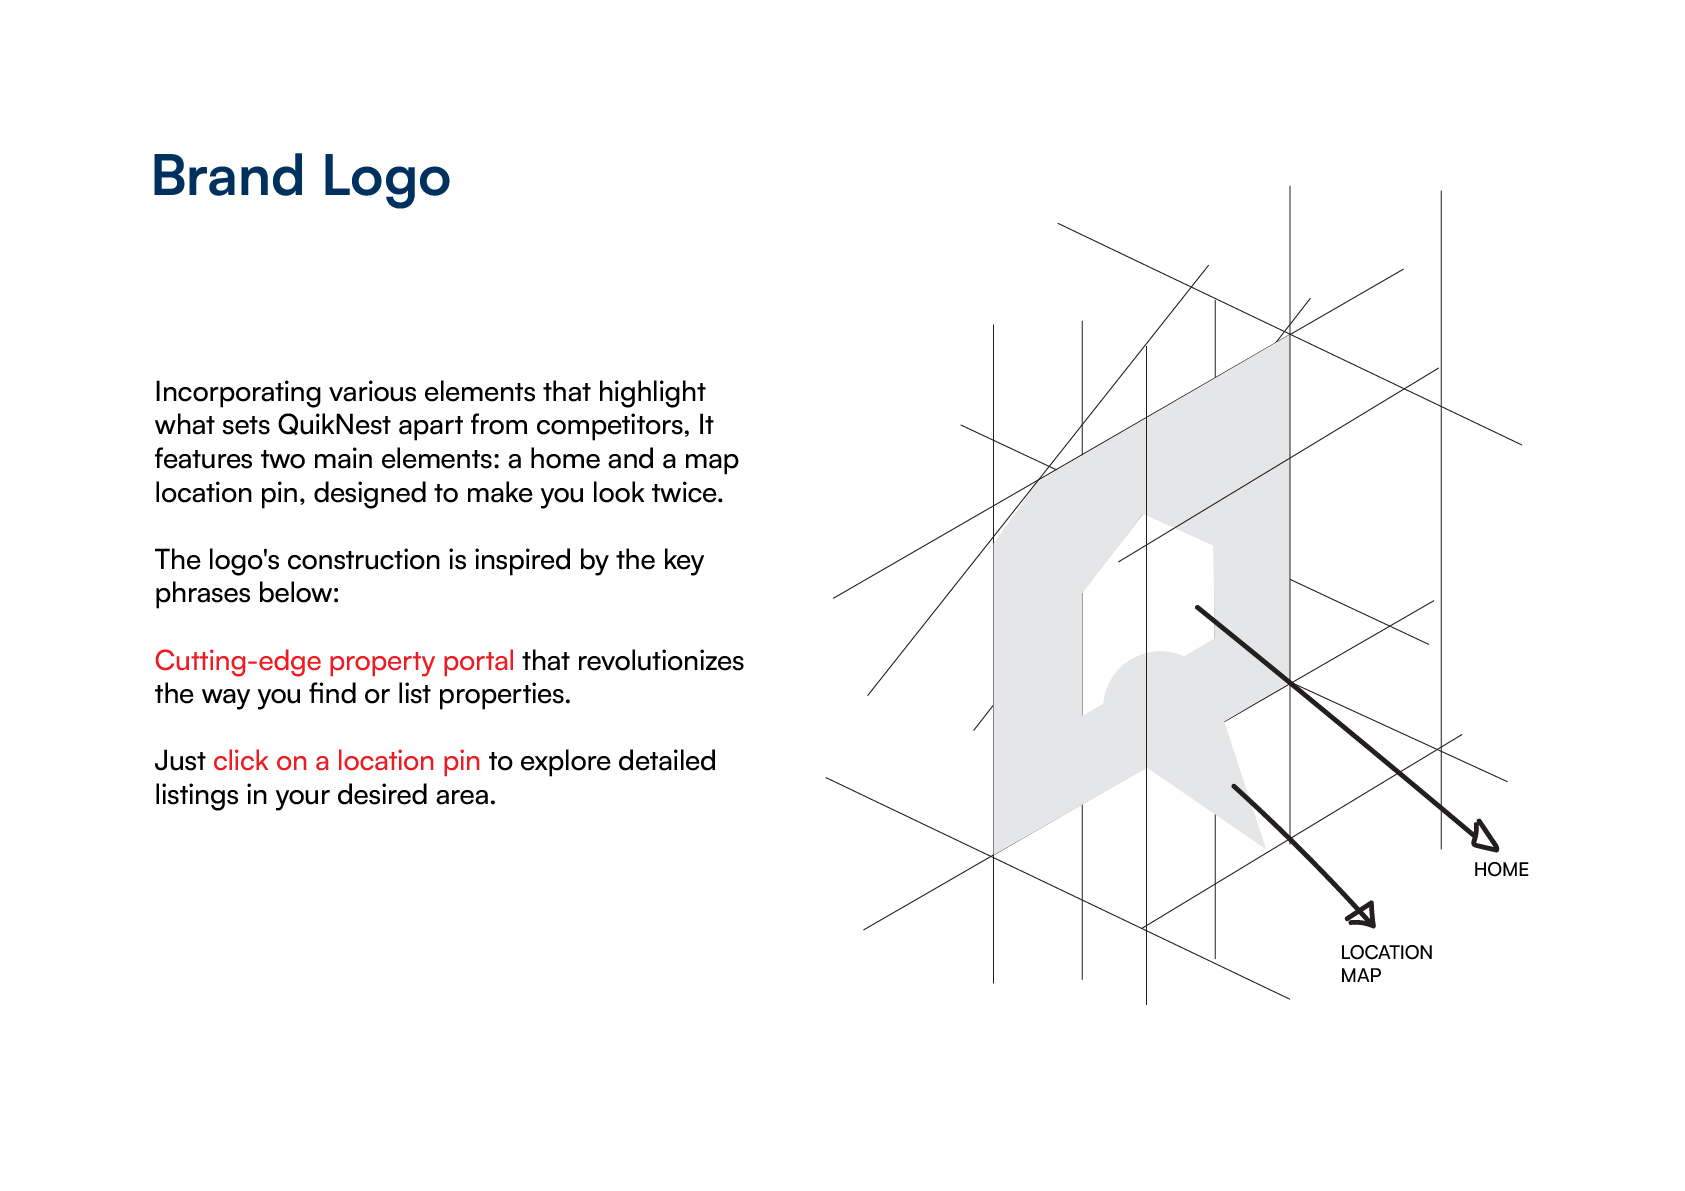 Brand Logo
Incorporating various elements that highlight
what sets QuikNest apart from competitors, It
features two main elements: a home and a map
location pin, designed to make you look twice.
The logo's construction is inspired by the key
phrases below:
Cutting-edge property portal that revolutionizes
the way you find or list properties.
Just click on a location pin to explore detailed
listings in your desired area.
HOME
LOCATION
MAP